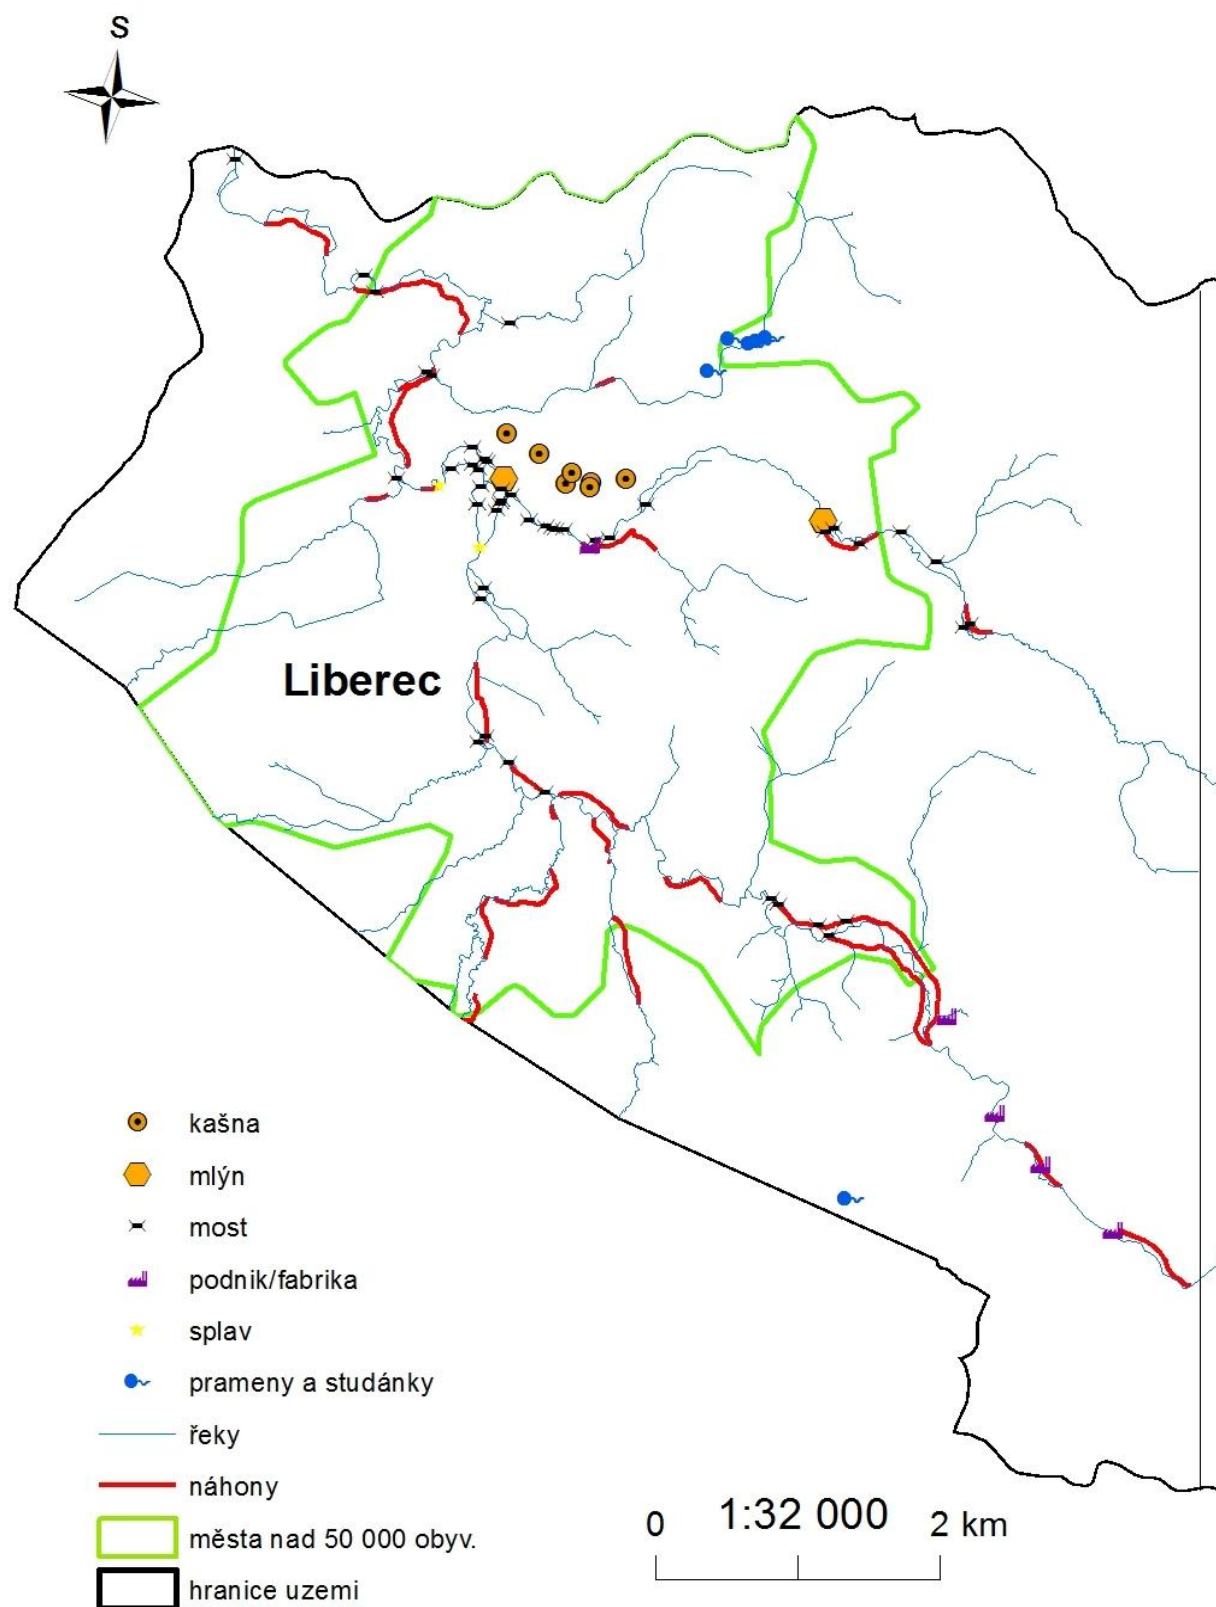 S
Liberec
kašna
mlýn
most
podnik/fabrika
splav
prameny a studánky
řeky
náhony
města nad 50 000 obyv.
hranice uzemi
0 1:32 000 2 km